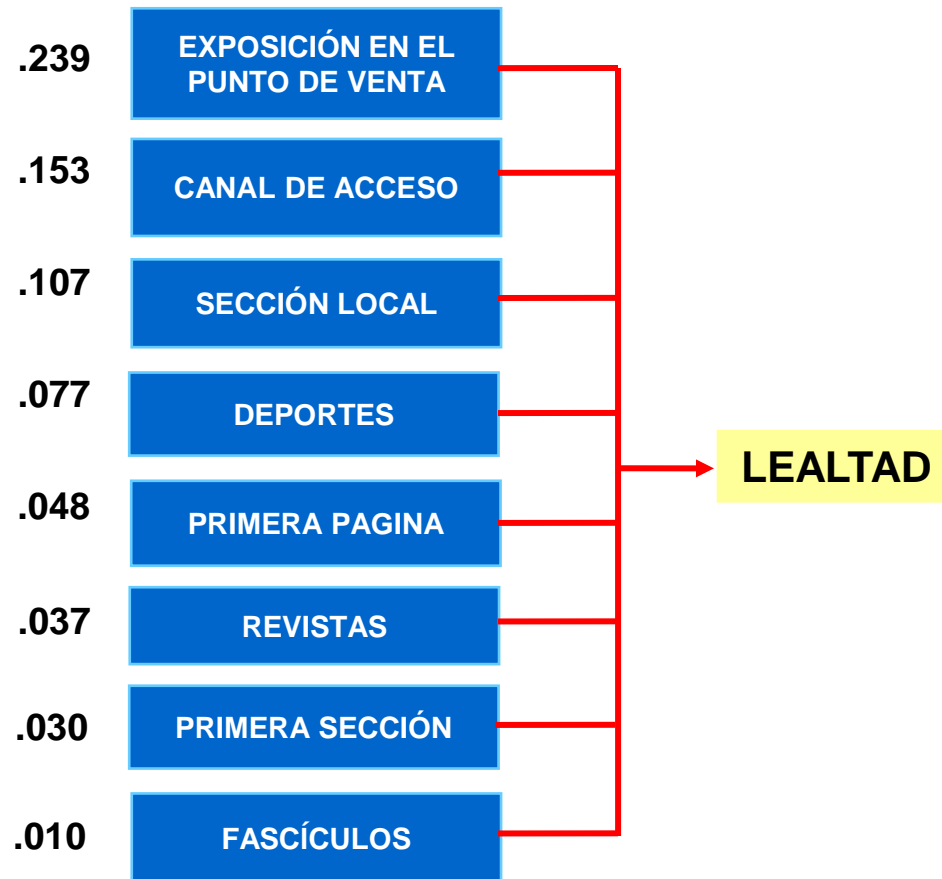 .239
EXPOSICIÓN EN EL
PUNTO DE VENTA
.153
CANAL DE ACCESO
.107
SECCIÓN LOCAL
.077
DEPORTES
.048
PRIMERA PAGINA
.037
REVISTAS
.030
PRIMERA SECCIÓN
.010
FASCÍCULOS
LEALTAD